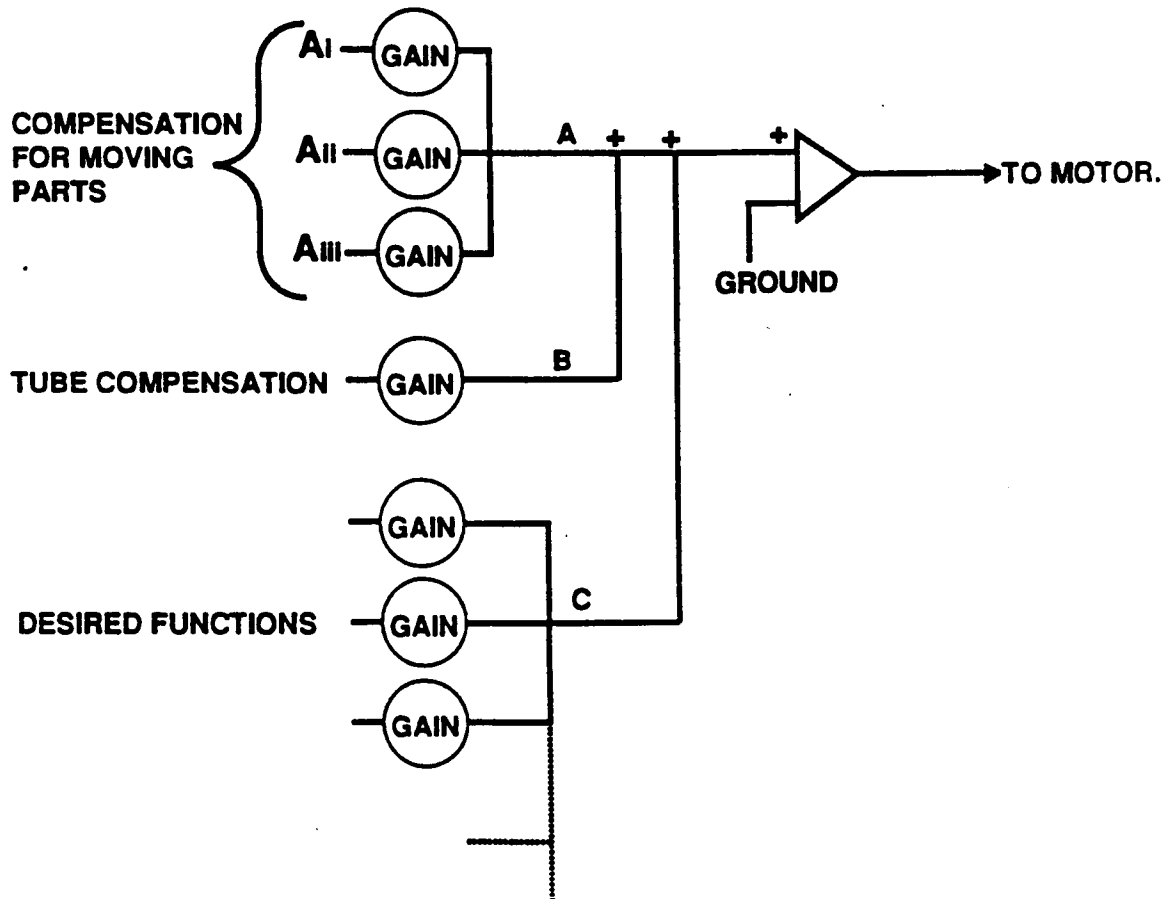 Ai
GAIN
COMPENSATION
FOR MOVING
PARTS
Aii
GAIN
A + + +
TO MOTOR.
Aiii
GAIN
GROUND
TUBE COMPENSATION
GAIN
B
GAIN
DESIRED FUNCTIONS
GAIN
C
GAIN